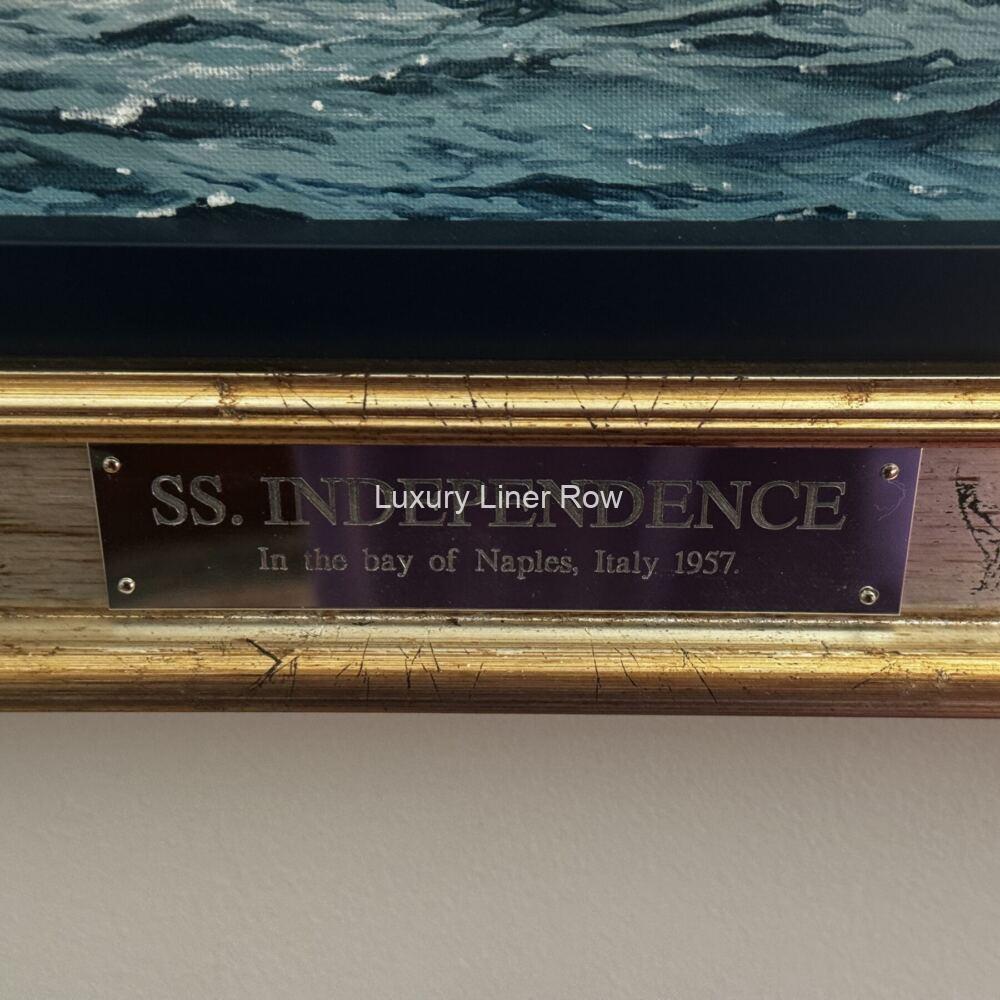 SS. INDEPENDENCE
Luxury Liner Row
In the bay of Naples, Italy 1957.